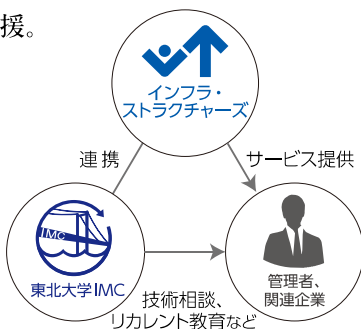 援。
インフラ・
ストラクチャーズ
連携
サービス提供
IMC
東北大学IMC
管理者、
関連企業
技術相談、
リカレント教育など